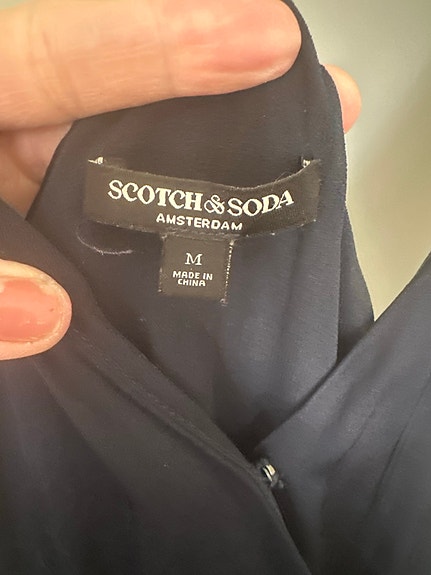 SCOTCH & SODA
AMSTERDAM
M
MADE IN
CHINA